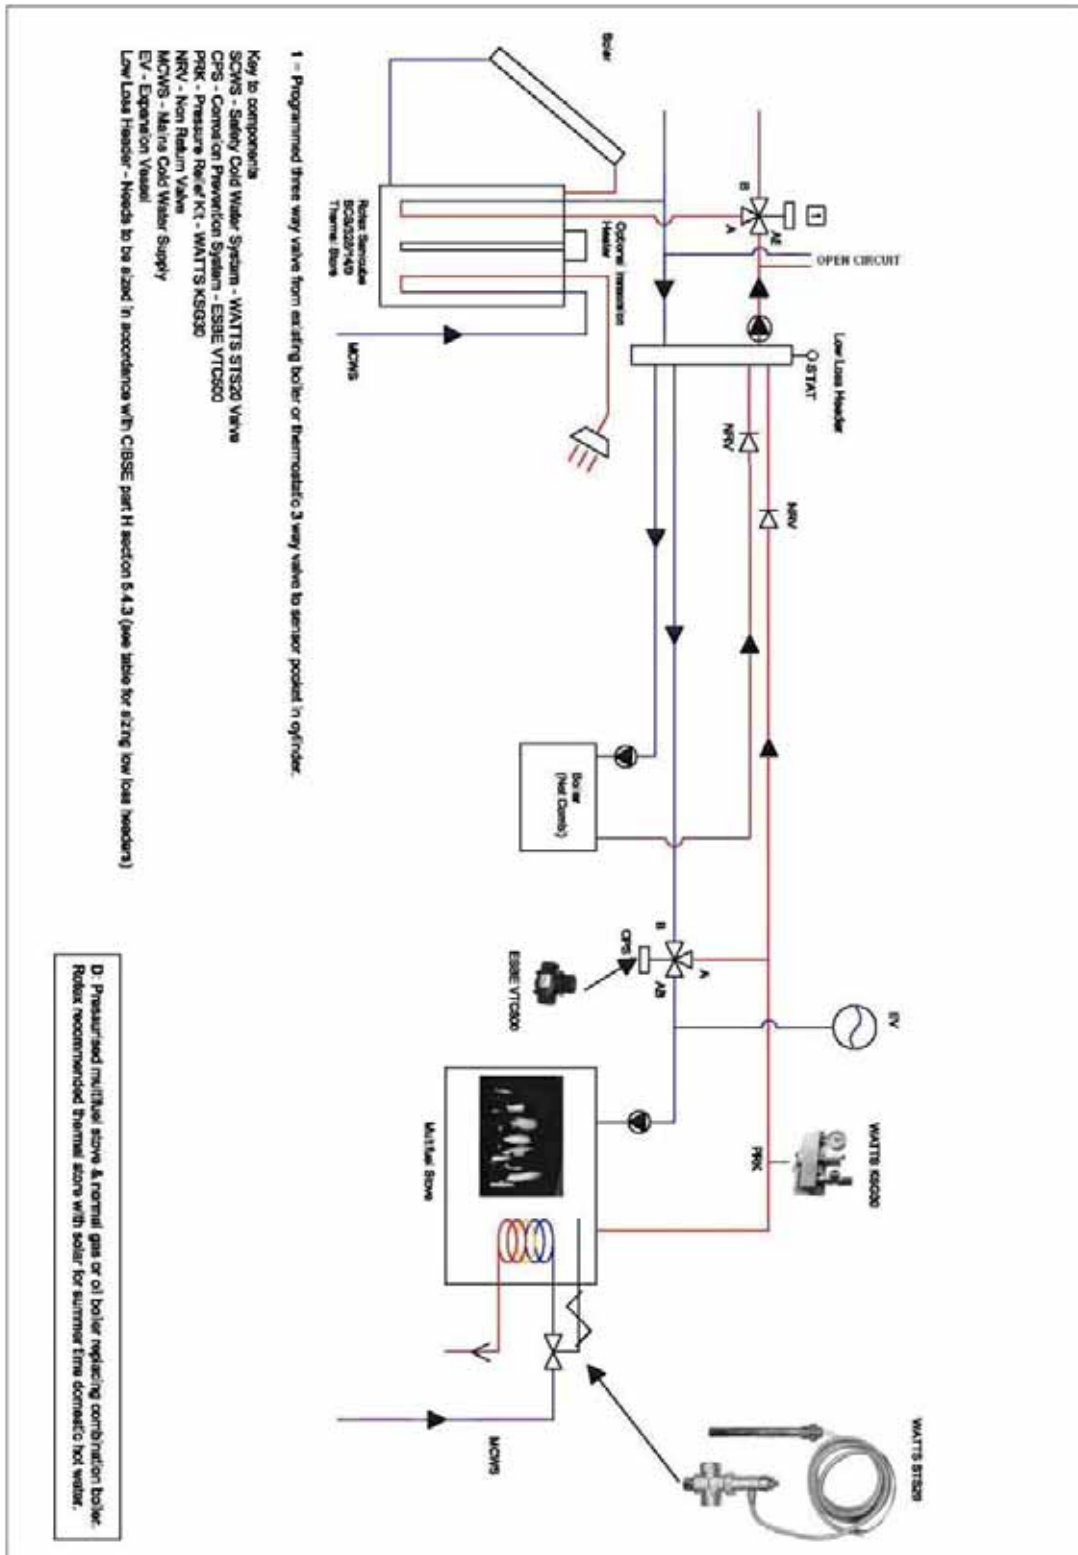 Solar
1
B
A
AB
OPEN CIRCUIT
STAT
Low Loss Header
Optional Immersion
Heater
Rotex Sanicube
Thermal Store
MCWS
NRV
NRV
Boiler
(Not Combi)
B
CPS
A
AB
ESBE VTC500
EV
WATTS KSG30
PRK
Multifuel Stove
MCWS
WATTS STS20
1 - Programmed three way valve from existing boiler or thermostatic 3 way valve to sensor pocket in cylinder.
Key to components
SCWS - Safety Cold Water System - WATTS STS20 Valve
CPS - Corrosion Prevention System - ESBE VTC500
PRK - Pressure Relief Kit - WATTS KSG30
NRV - Non Return Valve
MCWS - Mains Cold Water Supply
EV - Expansion Vessel
Low Loss Header - Needs to be sized in accordance with CIBSE part H section 5.4.3 (see table for sizing low loss headers)
D: Pressurised multifuel stove & normal gas or oil boiler replacing combination boiler.
Rotex recommended thermal store with solar for summer time domestic hot water.